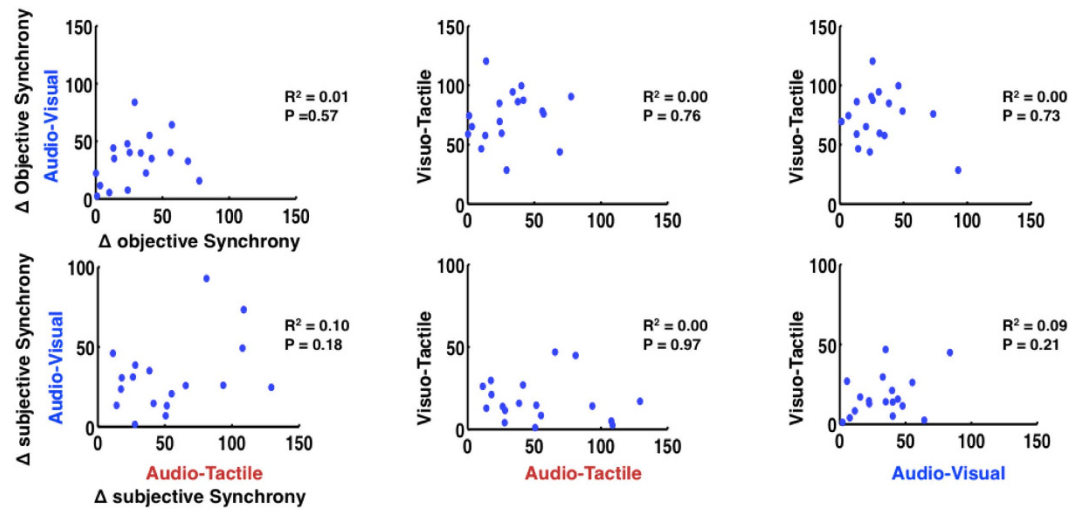 Δ Objective Synchrony
Audio-Visual
150
100
50
0
0 50 100 150
R² = 0.01
P =0.57
Δ objective Synchrony
Visuo-Tactile
150
100
50
0
0 50 100 150
R² = 0.00
P = 0.76
Visuo-Tactile
150
100
50
0
0 50 100 150
R² = 0.00
P = 0.73
Δ subjective Synchrony
Audio-Visual
100
50
0
0 50 100 150
R² = 0.10
P = 0.18
Audio-Tactile
Δ subjective Synchrony
Visuo-Tactile
100
50
0
0 50 100 150
R² = 0.00
P = 0.97
Audio-Tactile
Visuo-Tactile
100
50
0
0 50 100 150
R² = 0.09
P = 0.21
Audio-Visual